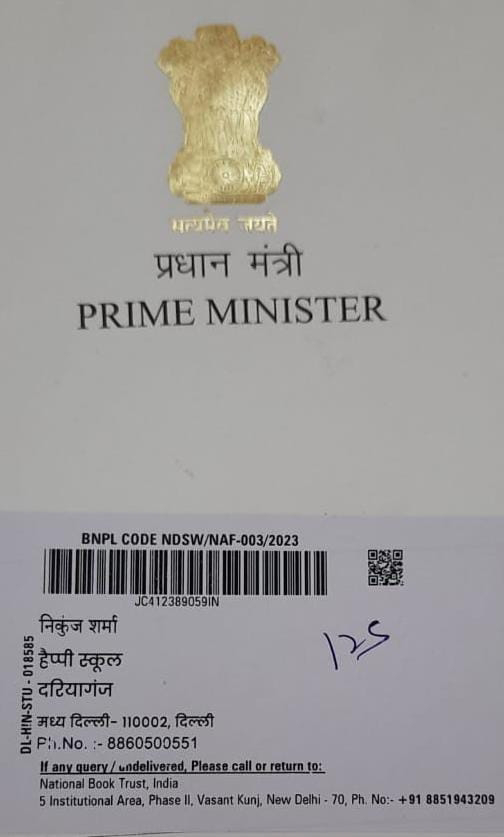 सत्यमेव जयते
प्रधान मंत्री
PRIME MINISTER
BNPL CODE NDSW/NAF-003/2023
JC412389059IN
निकुंज शर्मा
हैप्पी स्कूल
दरियागंज
मध्य दिल्ली- 110002, दिल्ली
Ph.No. :- 8860500551
DL-HIN-STU - 018585
125
If any query / undelivered, Please call or return to:
National Book Trust, India
5 Institutional Area, Phase II, Vasant Kunj, New Delhi - 70, Ph. No:- +91 8851943209